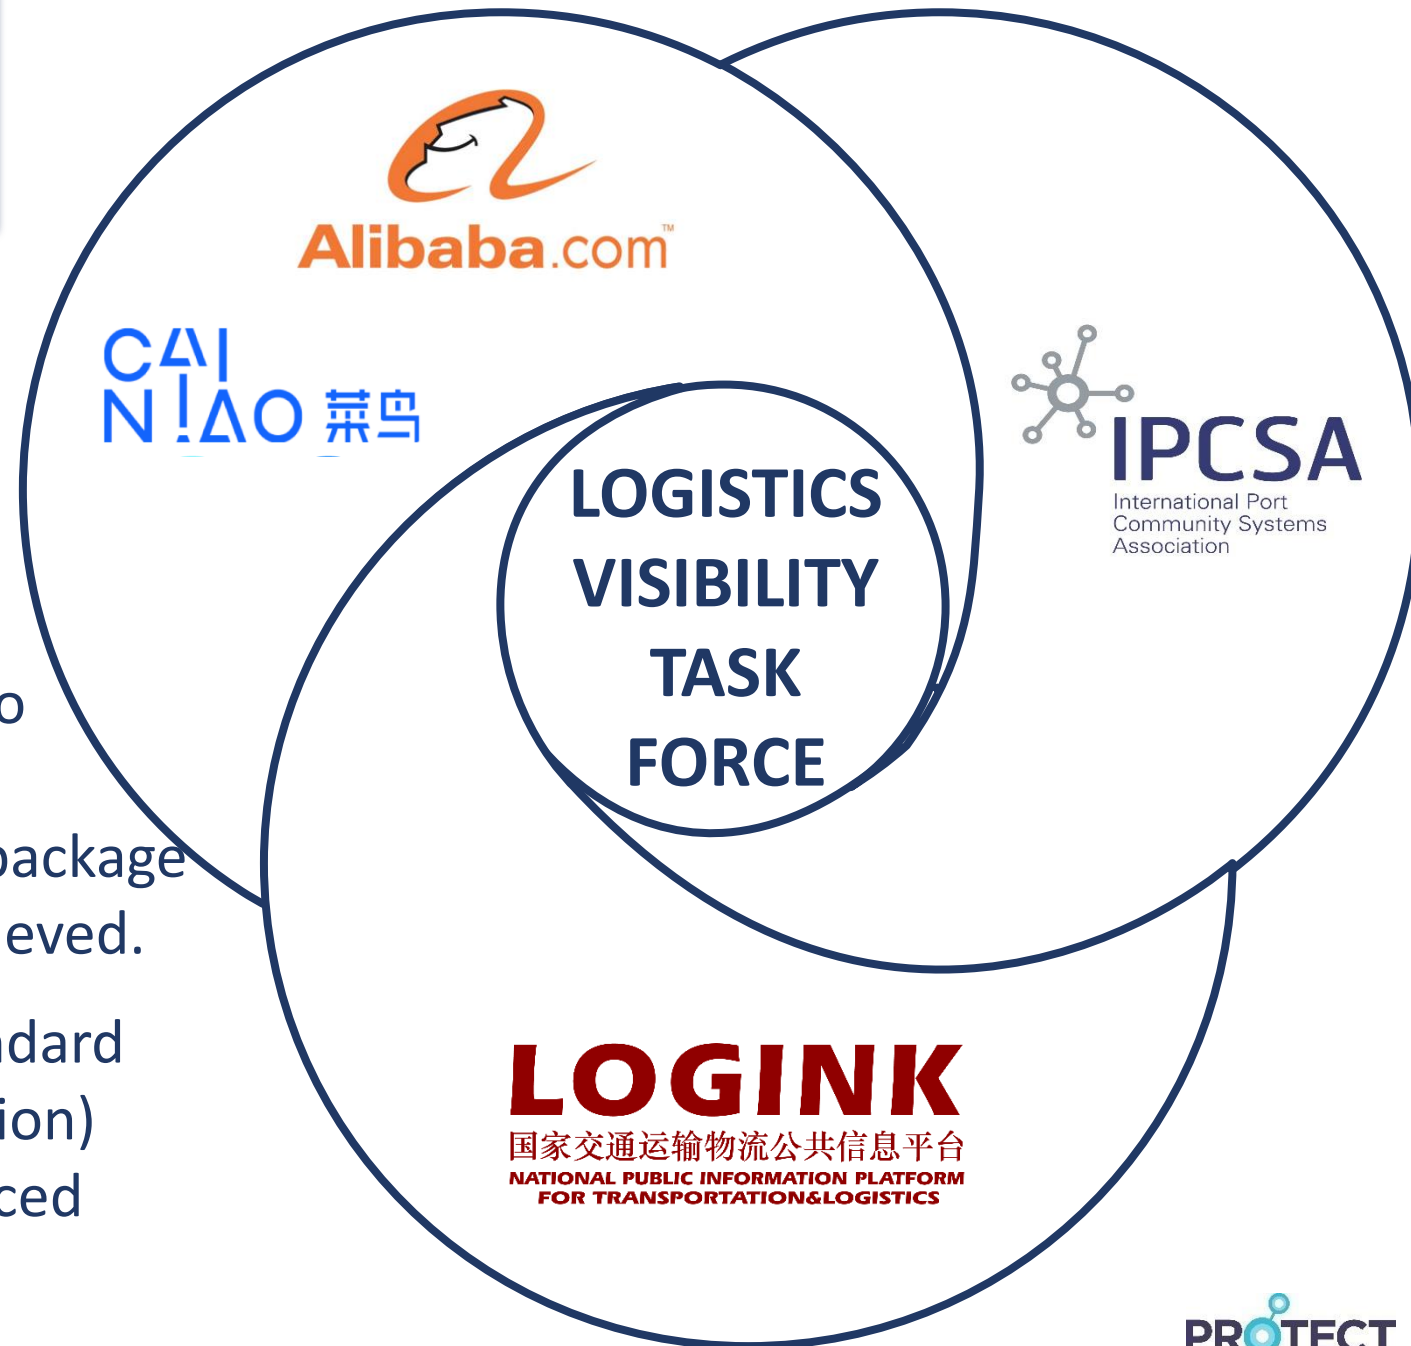 Alibaba.com™
CAI
NIAO 菜鸟
IPCSA
International Port
Community Systems
Association
LOGISTICS
VISIBILITY
TASK
FORCE
o
package
eved.
dard
ion)
ced
LOGINK
国家交通运输物流公共信息平台
NATIONAL PUBLIC INFORMATION PLATFORM
FOR TRANSPORTATION&LOGISTICS
PROTECT